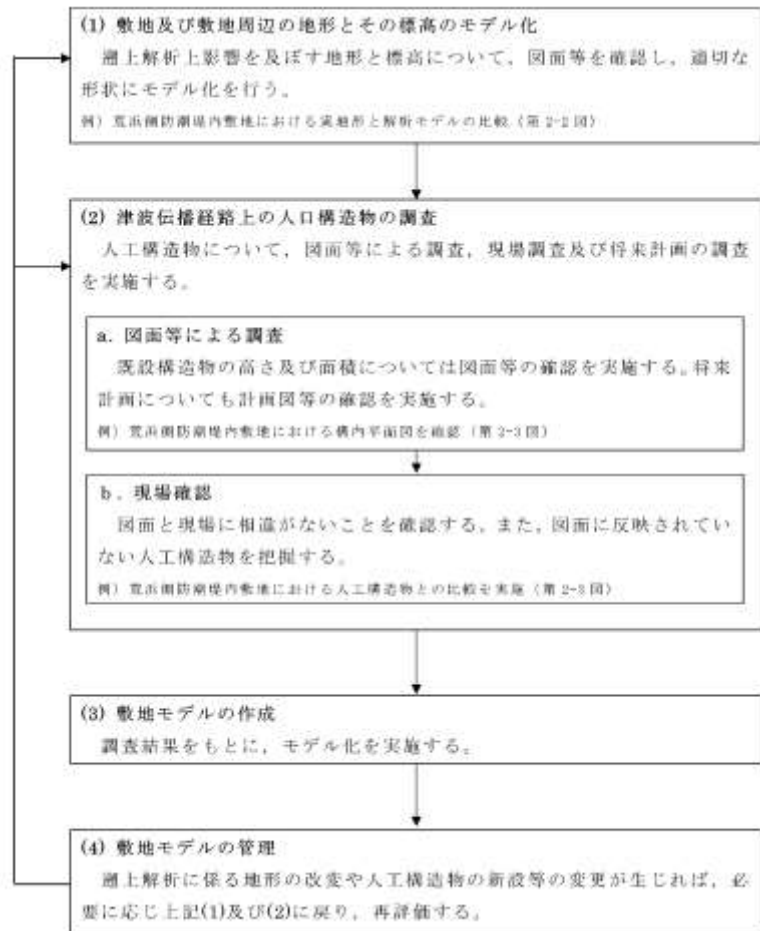 (1) 敷地及び敷地周辺の地形とその標高のモデル化
遡上解析上影響を及ぼす地形と標高について，図面等を確認し，適切な
形状にモデル化を行う。
例）荒浜側防潮堤内敷地における実地形と解析モデルの比較（第 2-2 図）
(2) 津波伝播経路上の人口構造物の調査
人工構造物について，図面等による調査，現場調査及び将来計画の調査
を実施する。
a. 図面等による調査
既設構造物の高さ及び面積については図面等の確認を実施する。将来
計画についても計画図等の確認を実施する。
例）荒浜側防潮堤内敷地における構内平面図を確認（第 2-3 図）
b. 現場確認
図面と現場に相違がないことを確認する，また，図面に反映されてい
ない人工構造物を把握する。
例）荒浜側防潮堤内敷地における人工構造物との比較を実施（第 2-3 図）
(3) 敷地モデルの作成
調査結果をもとに，モデル化を実施する。
(4) 敷地モデルの管理
遡上解析に係る地形の改変や人工構造物の新設等の変更が生じれば，必
要に応じ上記(1)及び(2)に戻り，再評価する。